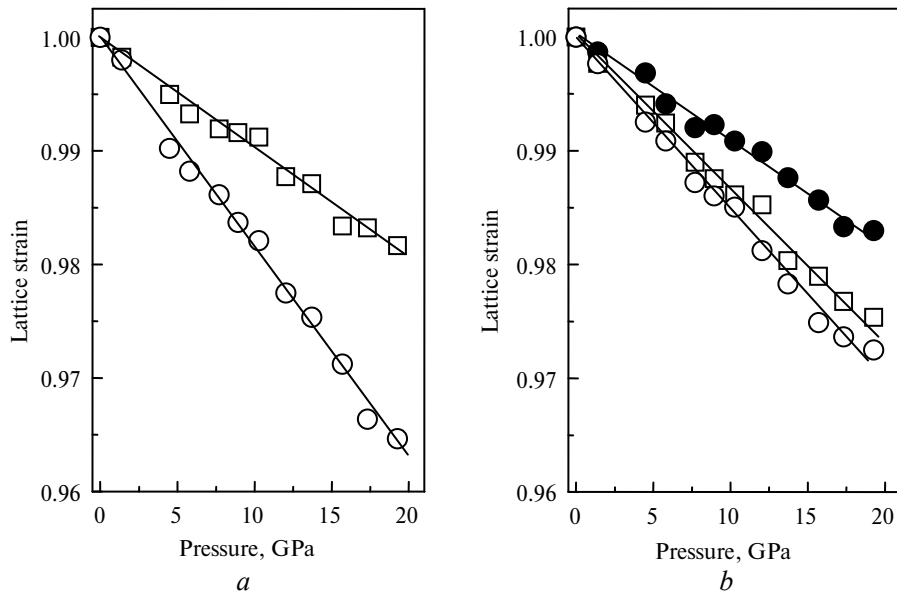 1.00
0.99
0.98
0.97
0.96
Lattice strain
0 5 10 15 20
Pressure, GPa
a
1.00
0.99
0.98
0.97
0.96
Lattice strain
0 5 10 15 20
Pressure, GPa
b